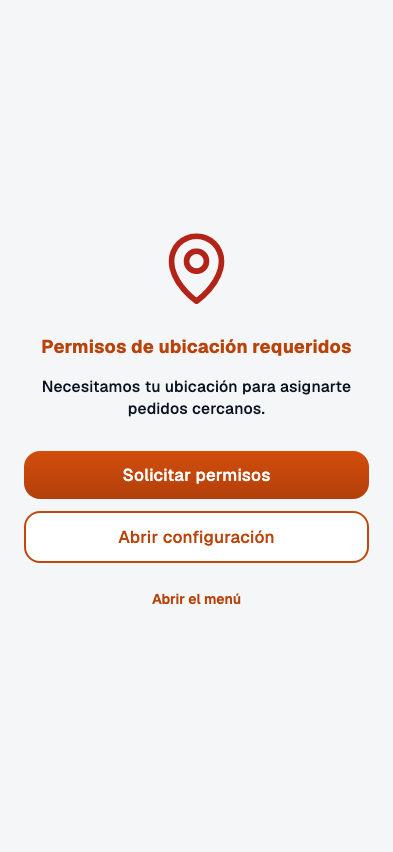 Permisos de ubicación requeridos
Necesitamos tu ubicación para asignarte
pedidos cercanos.
Solicitar permisos
Abrir configuración
Abrir el menú